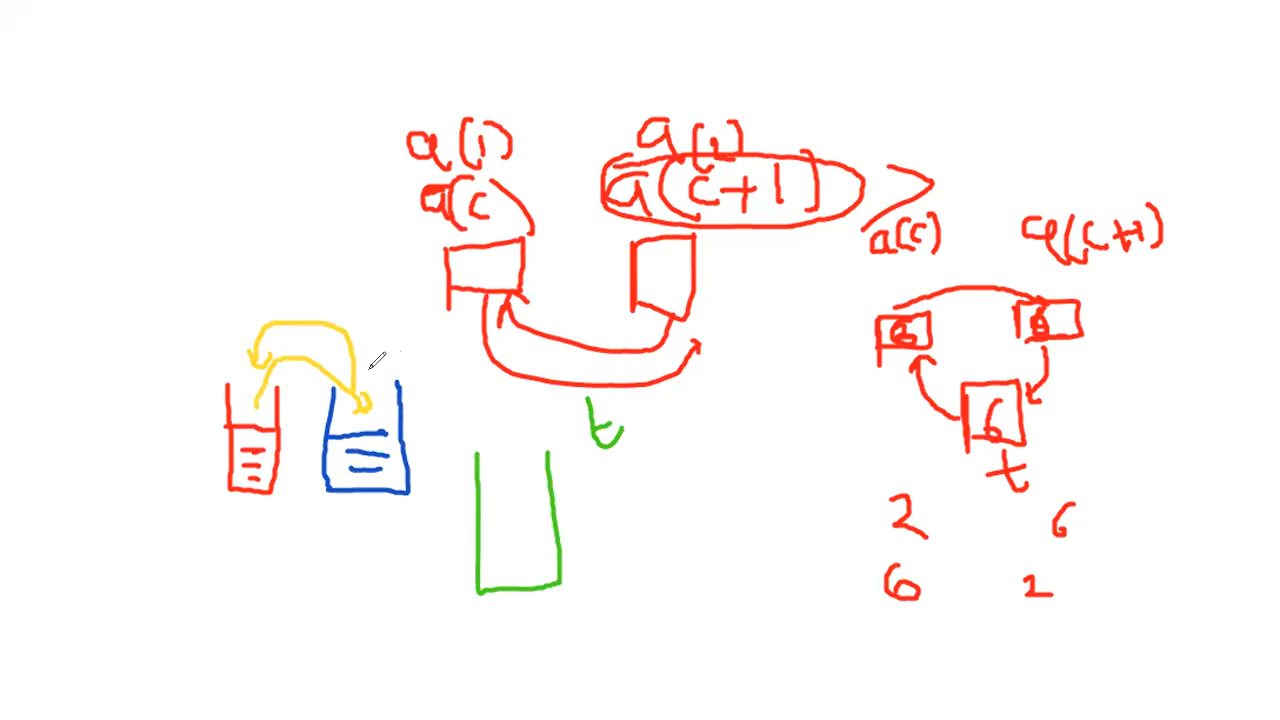 a(1) a(2)
a(c a(c+1) >
a(c) a(c+1)
6
t t
2 6
6 2